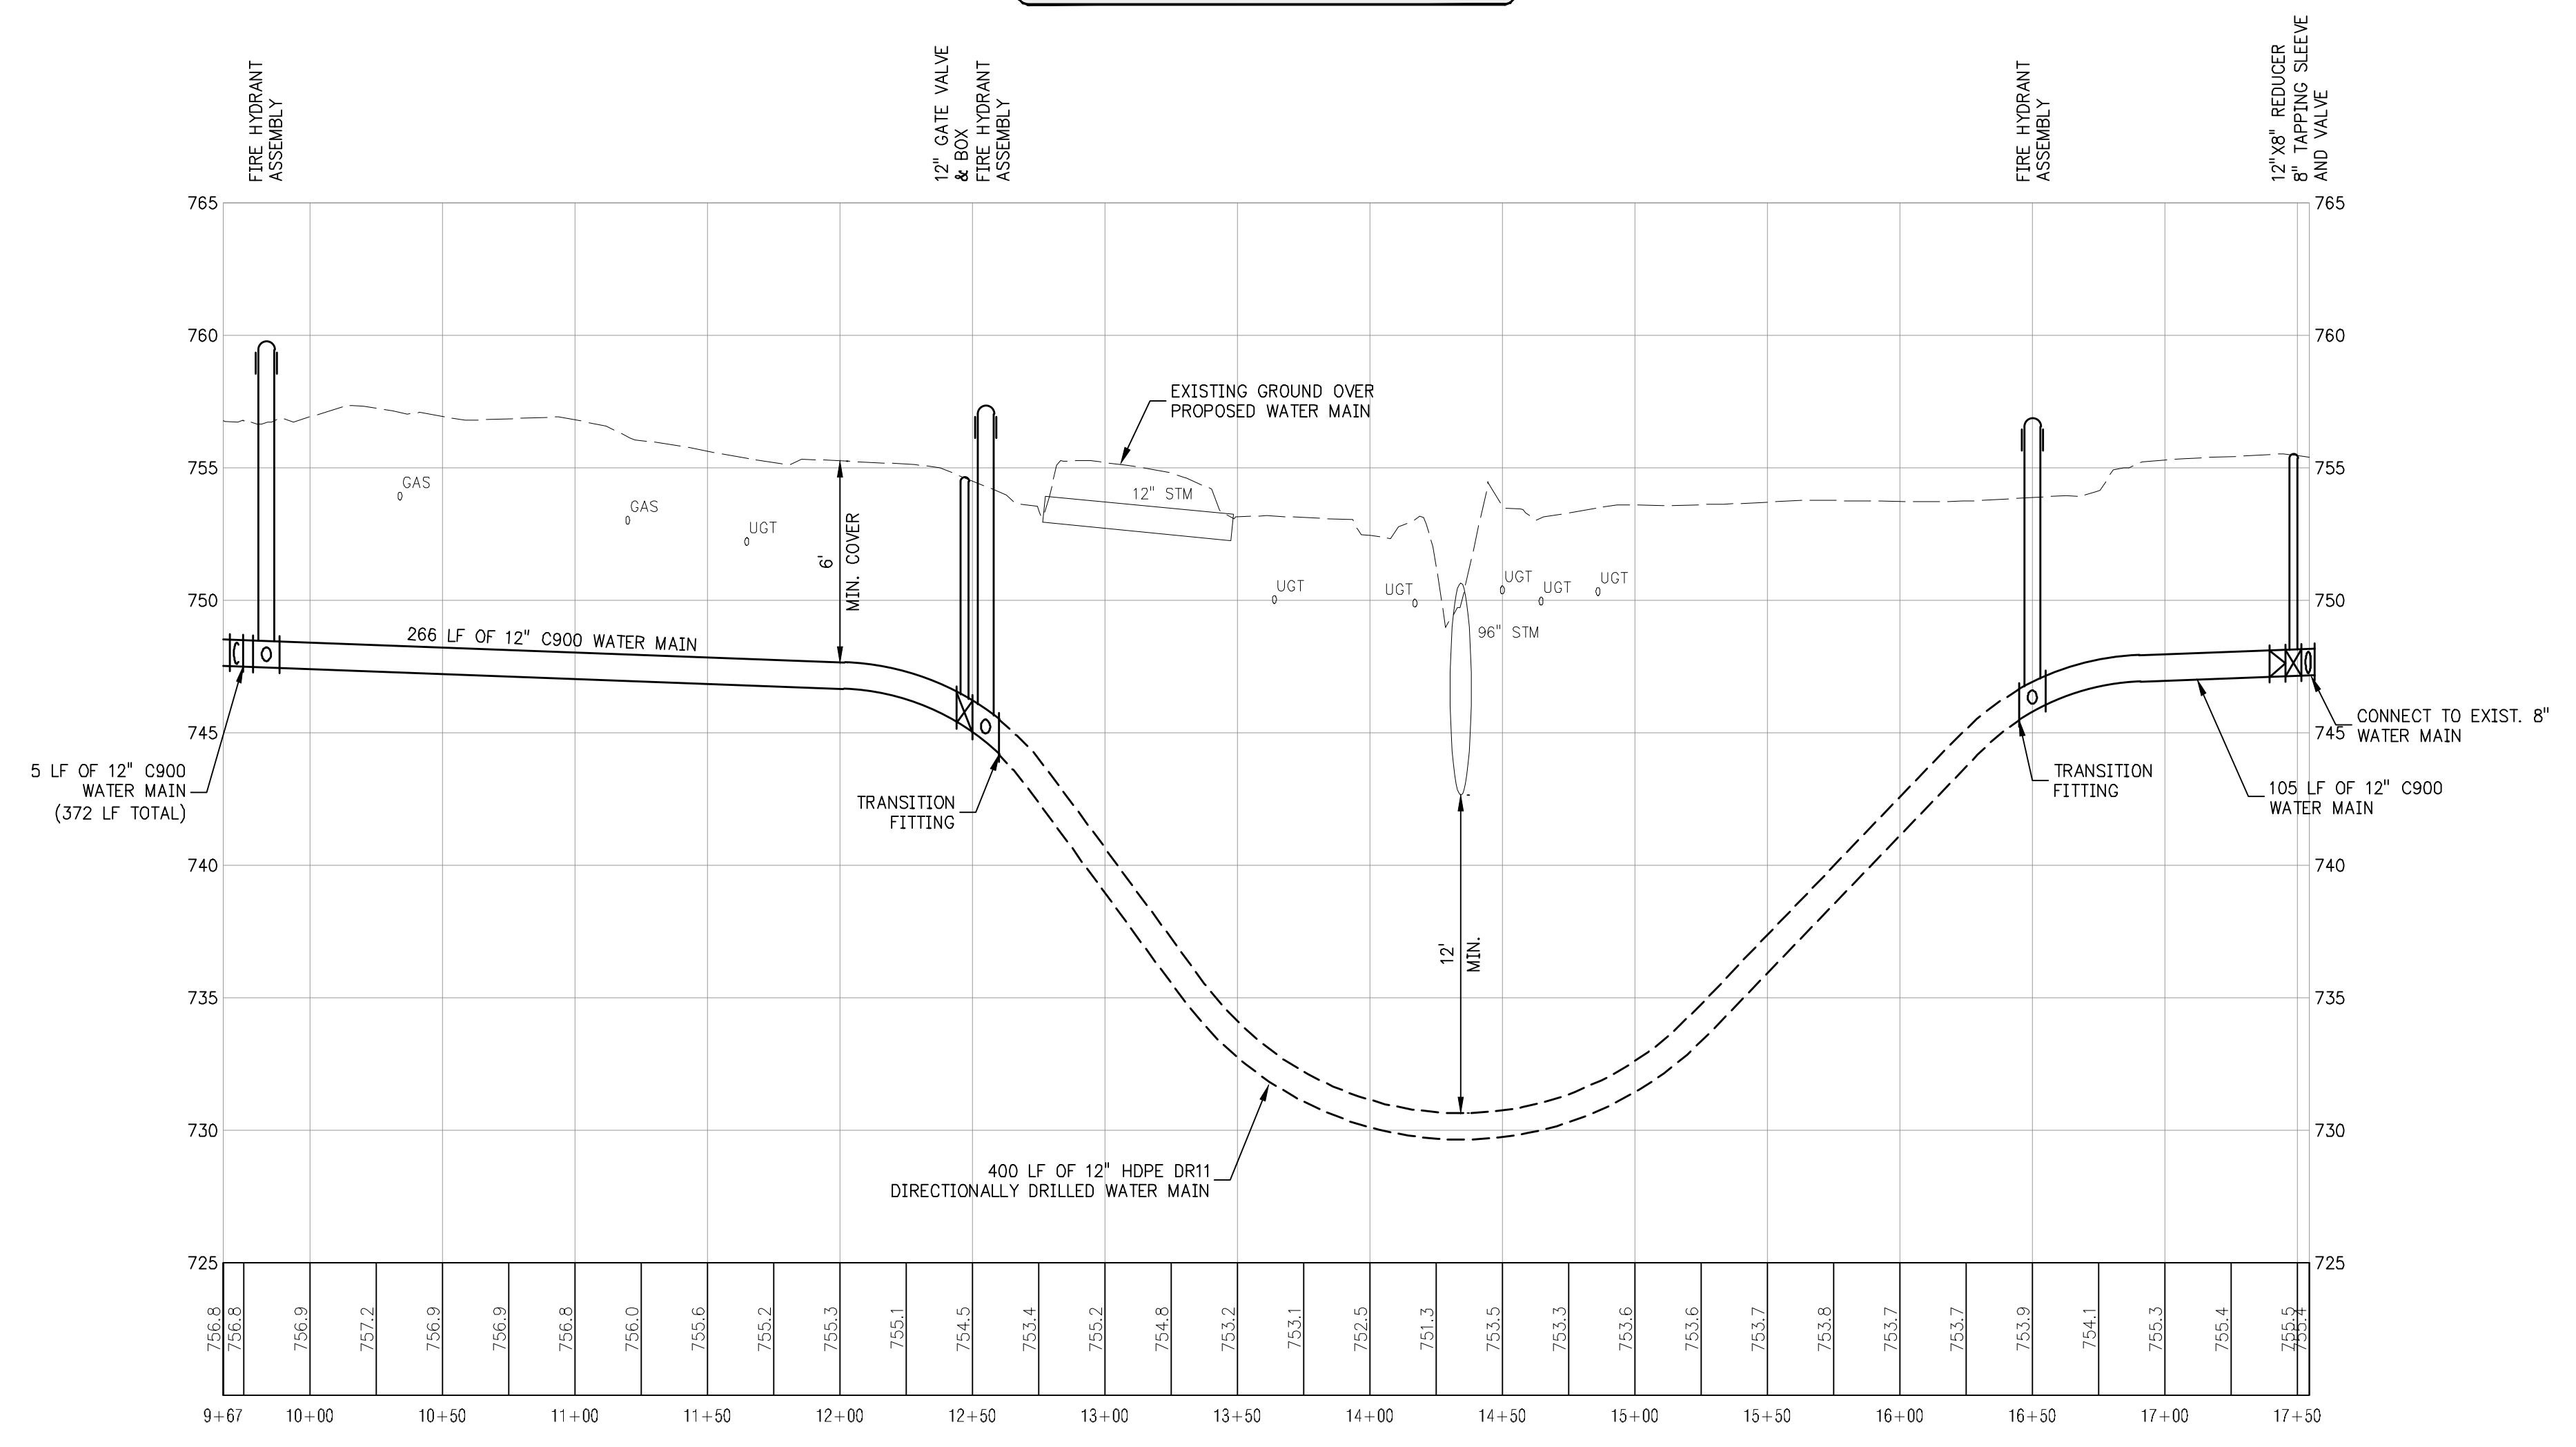 FIRE HYDRANT
ASSEMBLY
12" GATE VALVE
& BOX
FIRE HYDRANT
ASSEMBLY
FIRE HYDRANT
ASSEMBLY
12"X8" REDUCER
8" TAPPING SLEEVE
AND VALVE
765
765
760
760
EXISTING GROUND OVER
PROPOSED WATER MAIN
755
755
GAS
GAS
UGT
12" STM
6'
MIN. COVER
750
750
UGT
UGT
UGT
UGT
UGT
96" STM
266 LF OF 12" C900 WATER MAIN
745
745
CONNECT TO EXIST. 8"
WATER MAIN
5 LF OF 12" C900
WATER MAIN
(372 LF TOTAL)
TRANSITION
FITTING
TRANSITION
FITTING
105 LF OF 12" C900
WATER MAIN
740
740
12'
MIN.
735
735
730
730
400 LF OF 12" HDPE DR11
DIRECTIONALLY DRILLED WATER MAIN
725
725
756.8
756.8
756.9
757.2
756.9
756.9
756.8
756.0
755.6
755.2
755.3
755.1
754.5
753.4
755.2
754.8
753.2
753.1
752.5
751.3
753.5
753.3
753.6
753.6
753.7
753.8
753.7
753.7
753.9
754.1
755.3
755.4
755.5
755.4
9+67
10+00
10+50
11+00
11+50
12+00
12+50
13+00
13+50
14+00
14+50
15+00
15+50
16+00
16+50
17+00
17+50